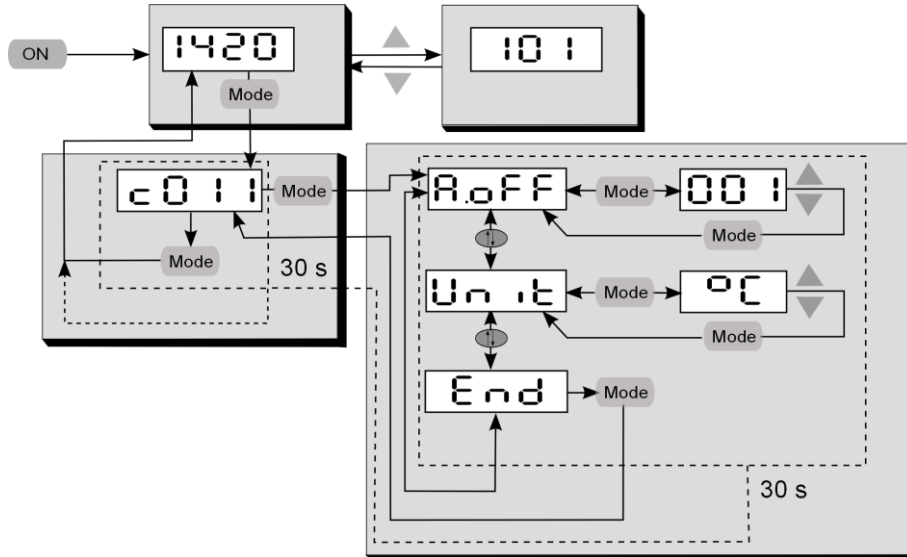 ON
1420
101
Mode
c011
Mode
A.oFF
Mode
001
Mode
Mode
30 s
Unit
Mode
°C
Mode
End
Mode
30 s